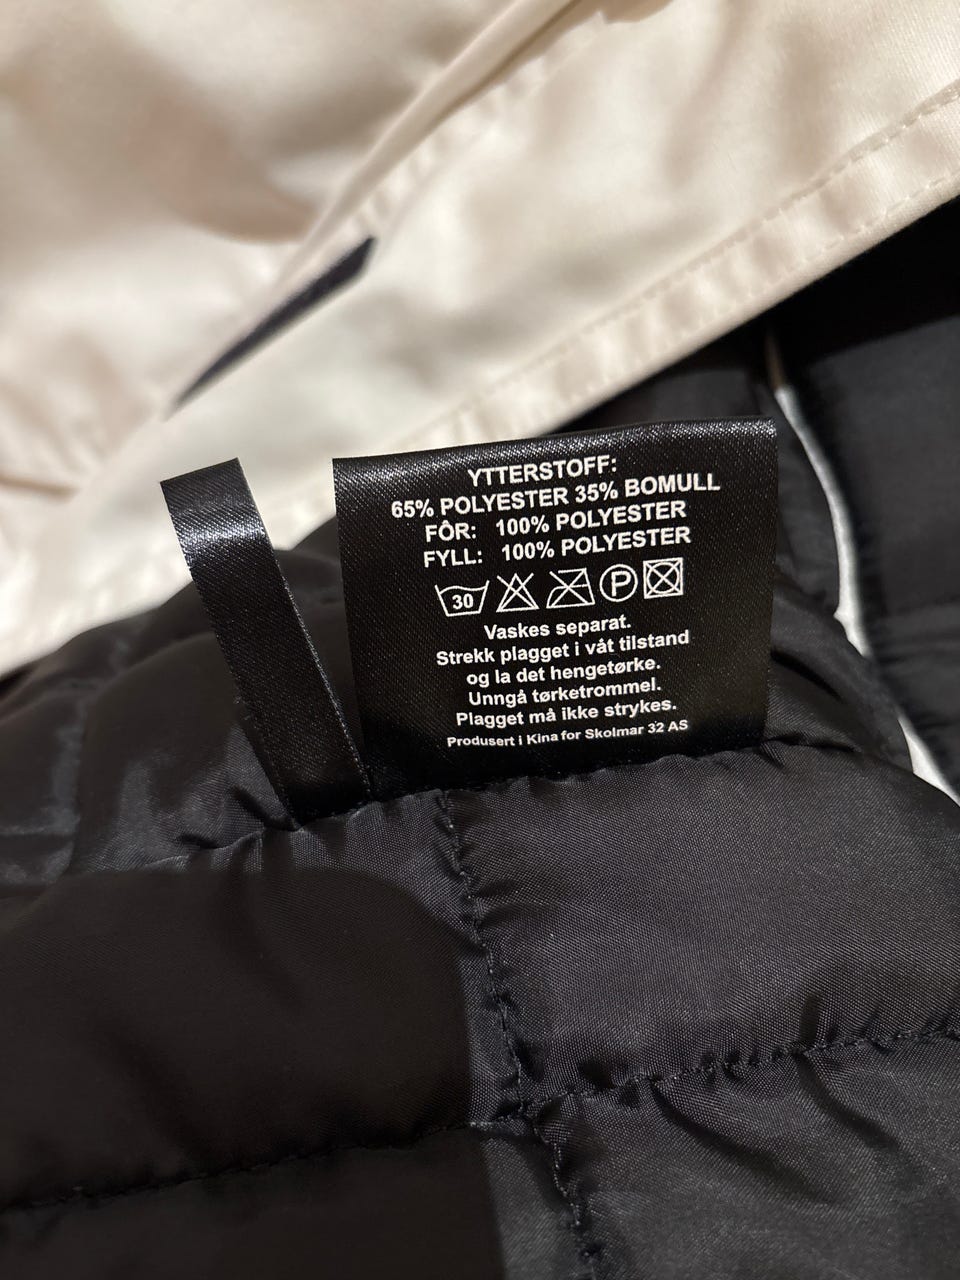 YTTERSTOFF:
65% POLYESTER 35% BOMULL
FÔR: 100% POLYESTER
FYLL: 100% POLYESTER
30 P
Vaskes separat.
Strekk plagget i våt tilstand
og la det hengetørke.
Unngå tørketrommel.
Plagget må ikke strykes.
Produsert i Kina for Skolmar 32 AS